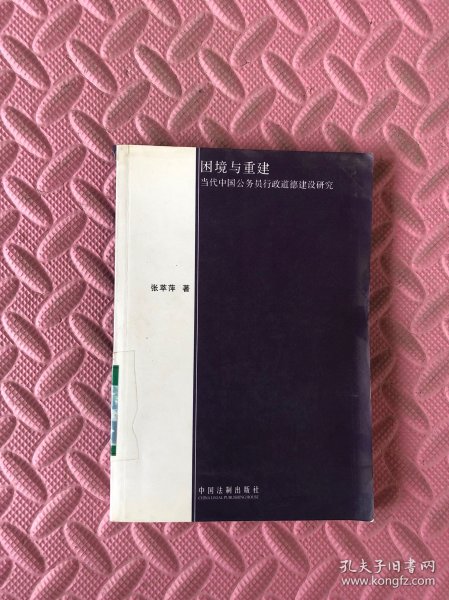 困境与重建
当代中国公务员行政道德建设研究
张苹萍 著
中国法制出版社
CHINA LEGAL PUBLISHING HOUSE
孔夫子旧书网
www.kongfz.com